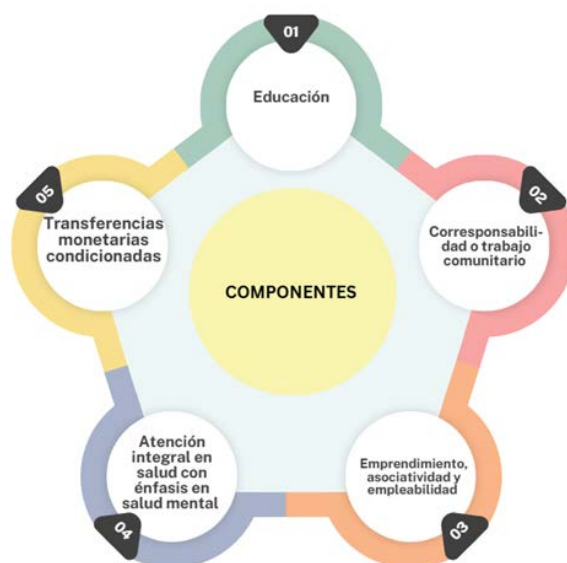 01
Educación
02
Corresponsabili-
dad o trabajo
comunitario
03
Emprendimiento,
asociatividad y
empleabilidad
04
Atención
integral en
salud con
énfasis en
salud mental
05
Transferencias
monetarias
condicionadas
COMPONENTES